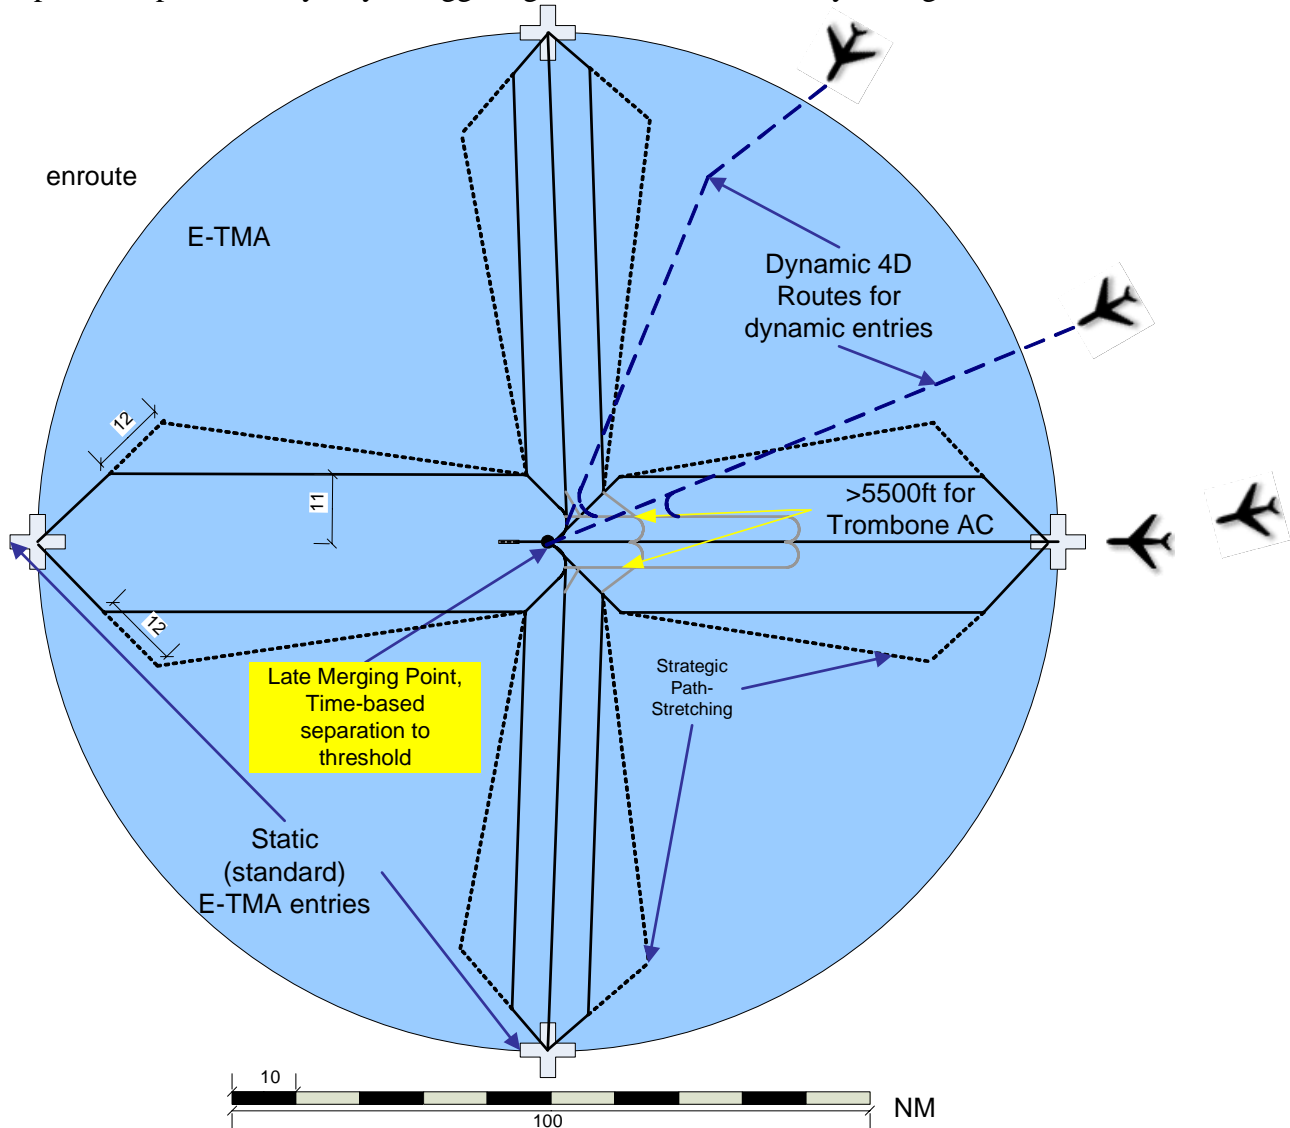 enroute
E-TMA
Dynamic 4D
Routes for
dynamic entries
12
11
>5500ft for
Trombone AC
12
Late Merging Point,
Time-based
separation to
threshold
Strategic
Path-
Stretching
Static
(standard)
E-TMA entries
10
100
NM